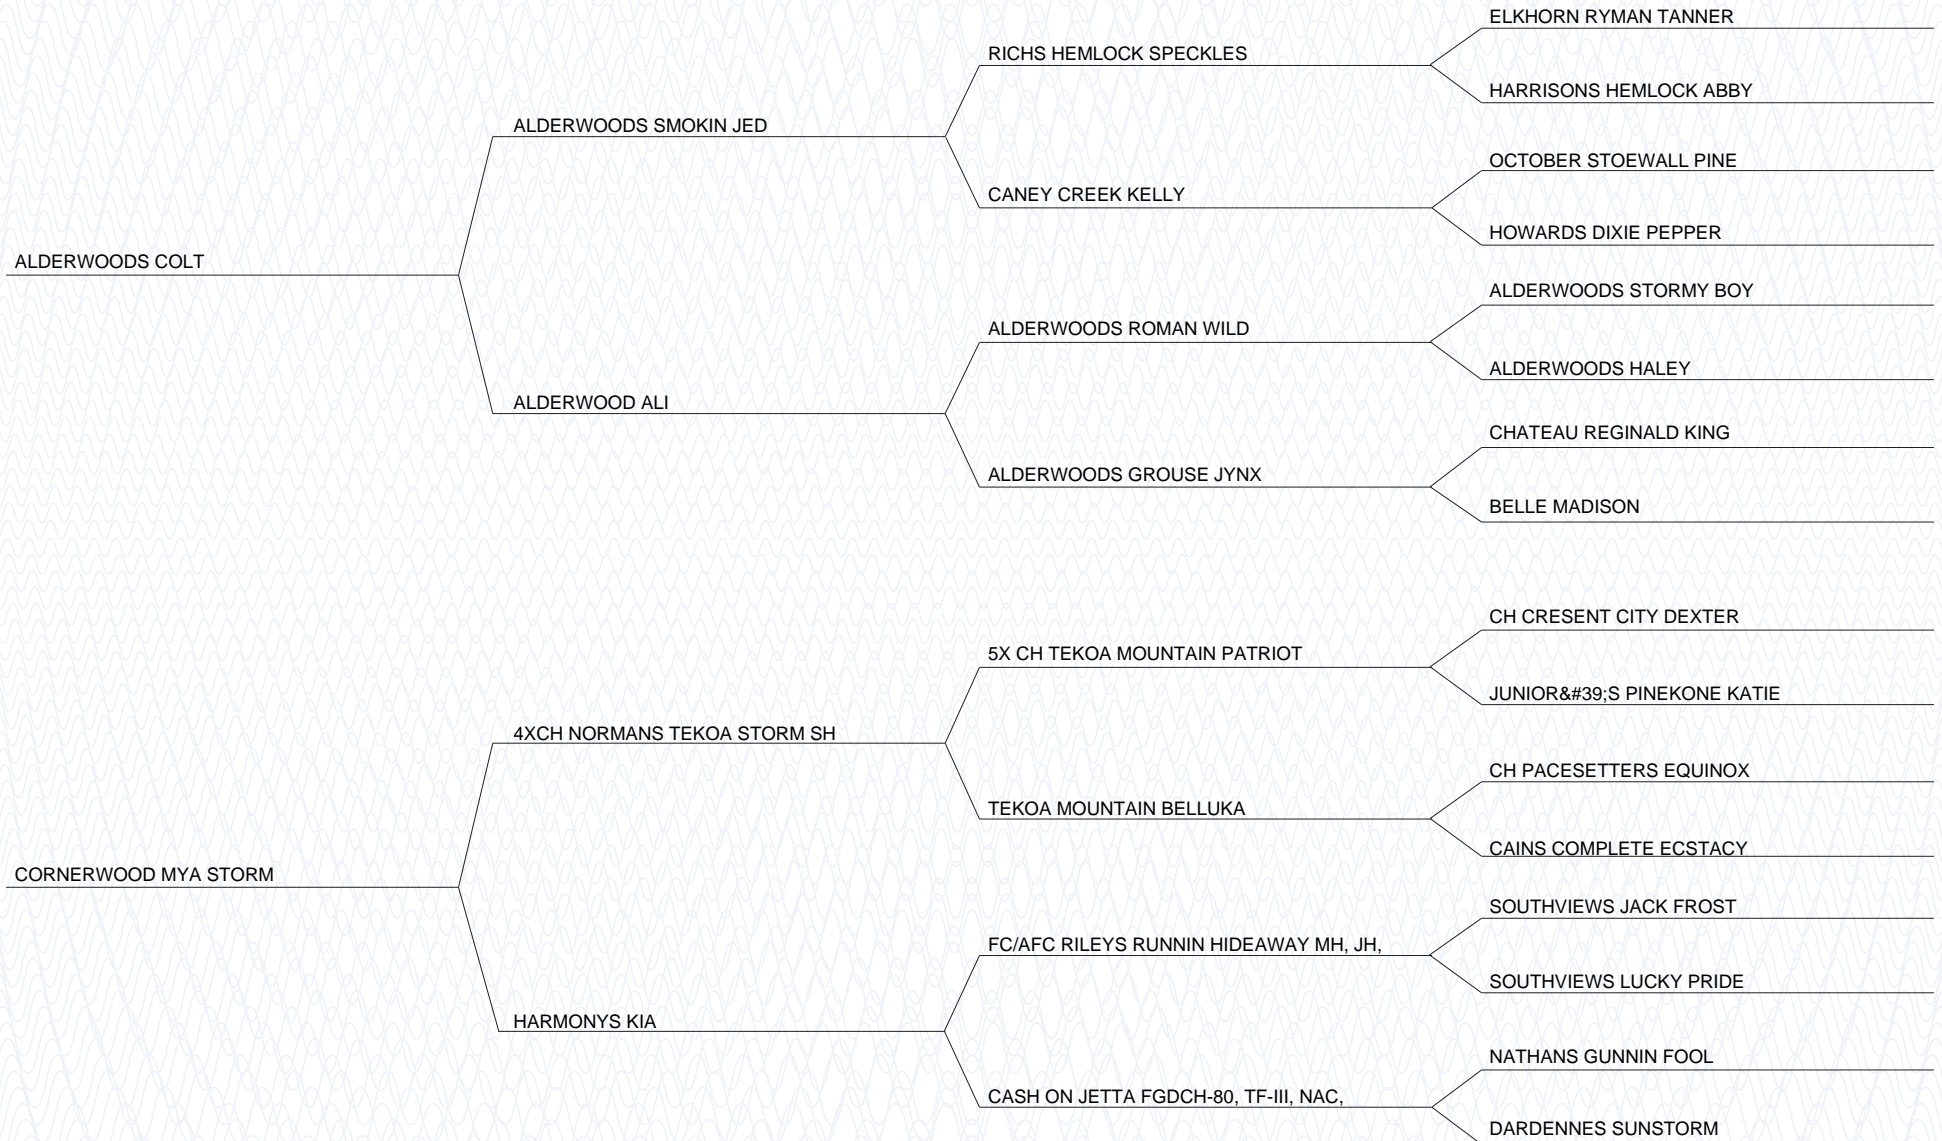 ELKHORN RYMAN TANNER
RICHS HEMLOCK SPECKLES
HARRISONS HEMLOCK ABBY
ALDERWOODS SMOKIN JED
OCTOBER STOEWALL PINE
CANEY CREEK KELLY
HOWARDS DIXIE PEPPER
ALDERWOODS COLT
ALDERWOODS STORMY BOY
ALDERWOODS ROMAN WILD
ALDERWOODS HALEY
ALDERWOOD ALI
CHATEAU REGINALD KING
ALDERWOODS GROUSE JYNX
BELLE MADISON
CH CRESENT CITY DEXTER
5X CH TEKOA MOUNTAIN PATRIOT
JUNIOR&#39;S PINEKONE KATIE
4XCH NORMANS TEKOA STORM SH
CH PACESETTERS EQUINOX
TEKOA MOUNTAIN BELLUKA
CAINS COMPLETE ECSTACY
CORNERWOOD MYA STORM
SOUTHVIEWS JACK FROST
FC/AFC RILEYS RUNNIN HIDEAWAY MH, JH,
SOUTHVIEWS LUCKY PRIDE
HARMONYS KIA
NATHANS GUNNIN FOOL
CASH ON JETTA FGDCH-80, TF-III, NAC,
DARDENNES SUNSTORM